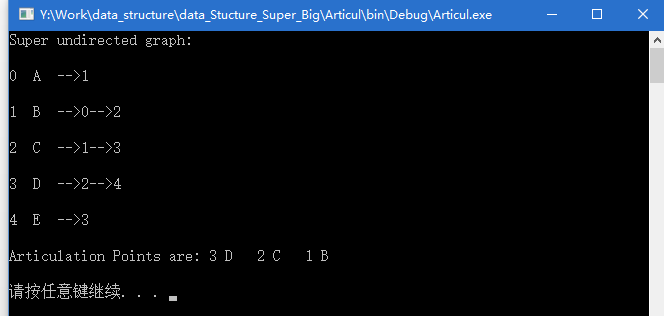 Y:\Work\data_structure\data_Stucture_Super_Big\Articul\bin\Debug\Articul.exe
Super undirected graph:
0  A  -->1
1  B  -->0-->2
2  C  -->1-->3
3  D  -->2-->4
4  E  -->3
Articulation Points are: 3 D   2 C   1 B
请按任意键继续. . .